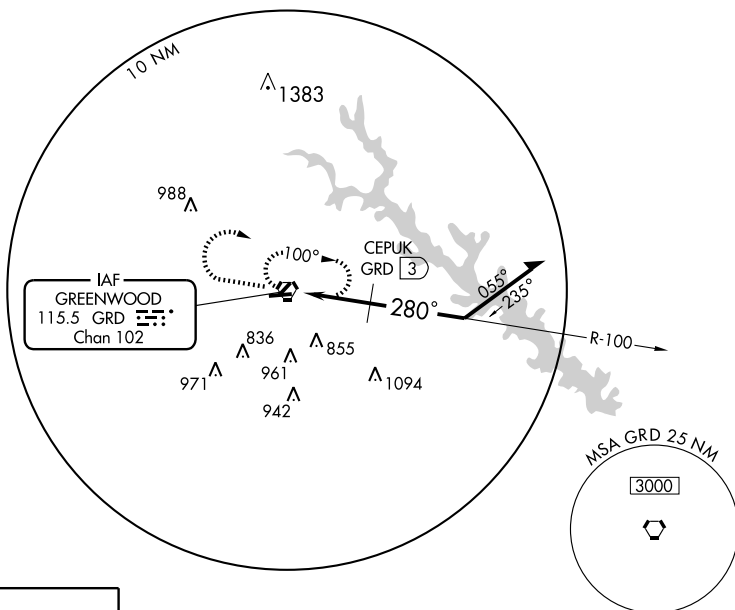 10 NM
1383
988
100°
CEPUK
GRD 3
IAF
GREENWOOD
115.5 GRD
Chan 102
055°
235°
280°
R-100
836
855
971
961
1094
942
MSA GRD 25 NM
3000